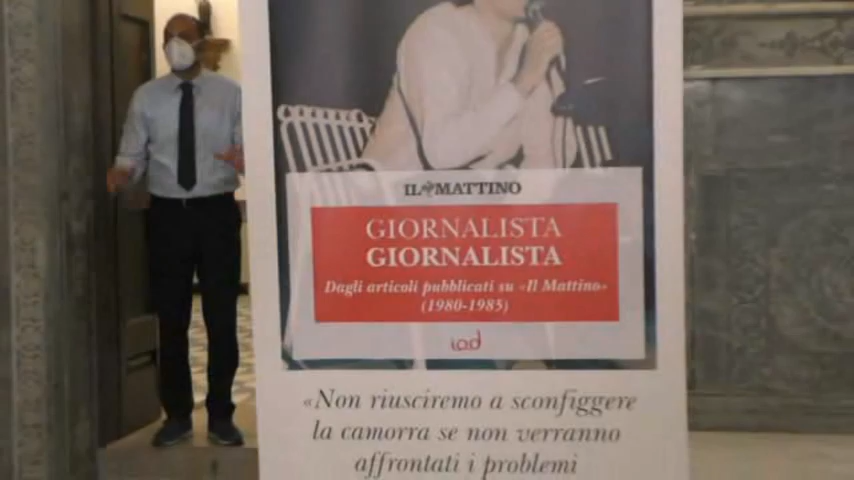 IL MATTINO
GIORNALISTA
GIORNALISTA
Dagli articoli pubblicati su «Il Mattino»
(1980-1985)
iod
«Non riusciremo a sconfiggere
la camorra se non verranno
affrontati i problemi